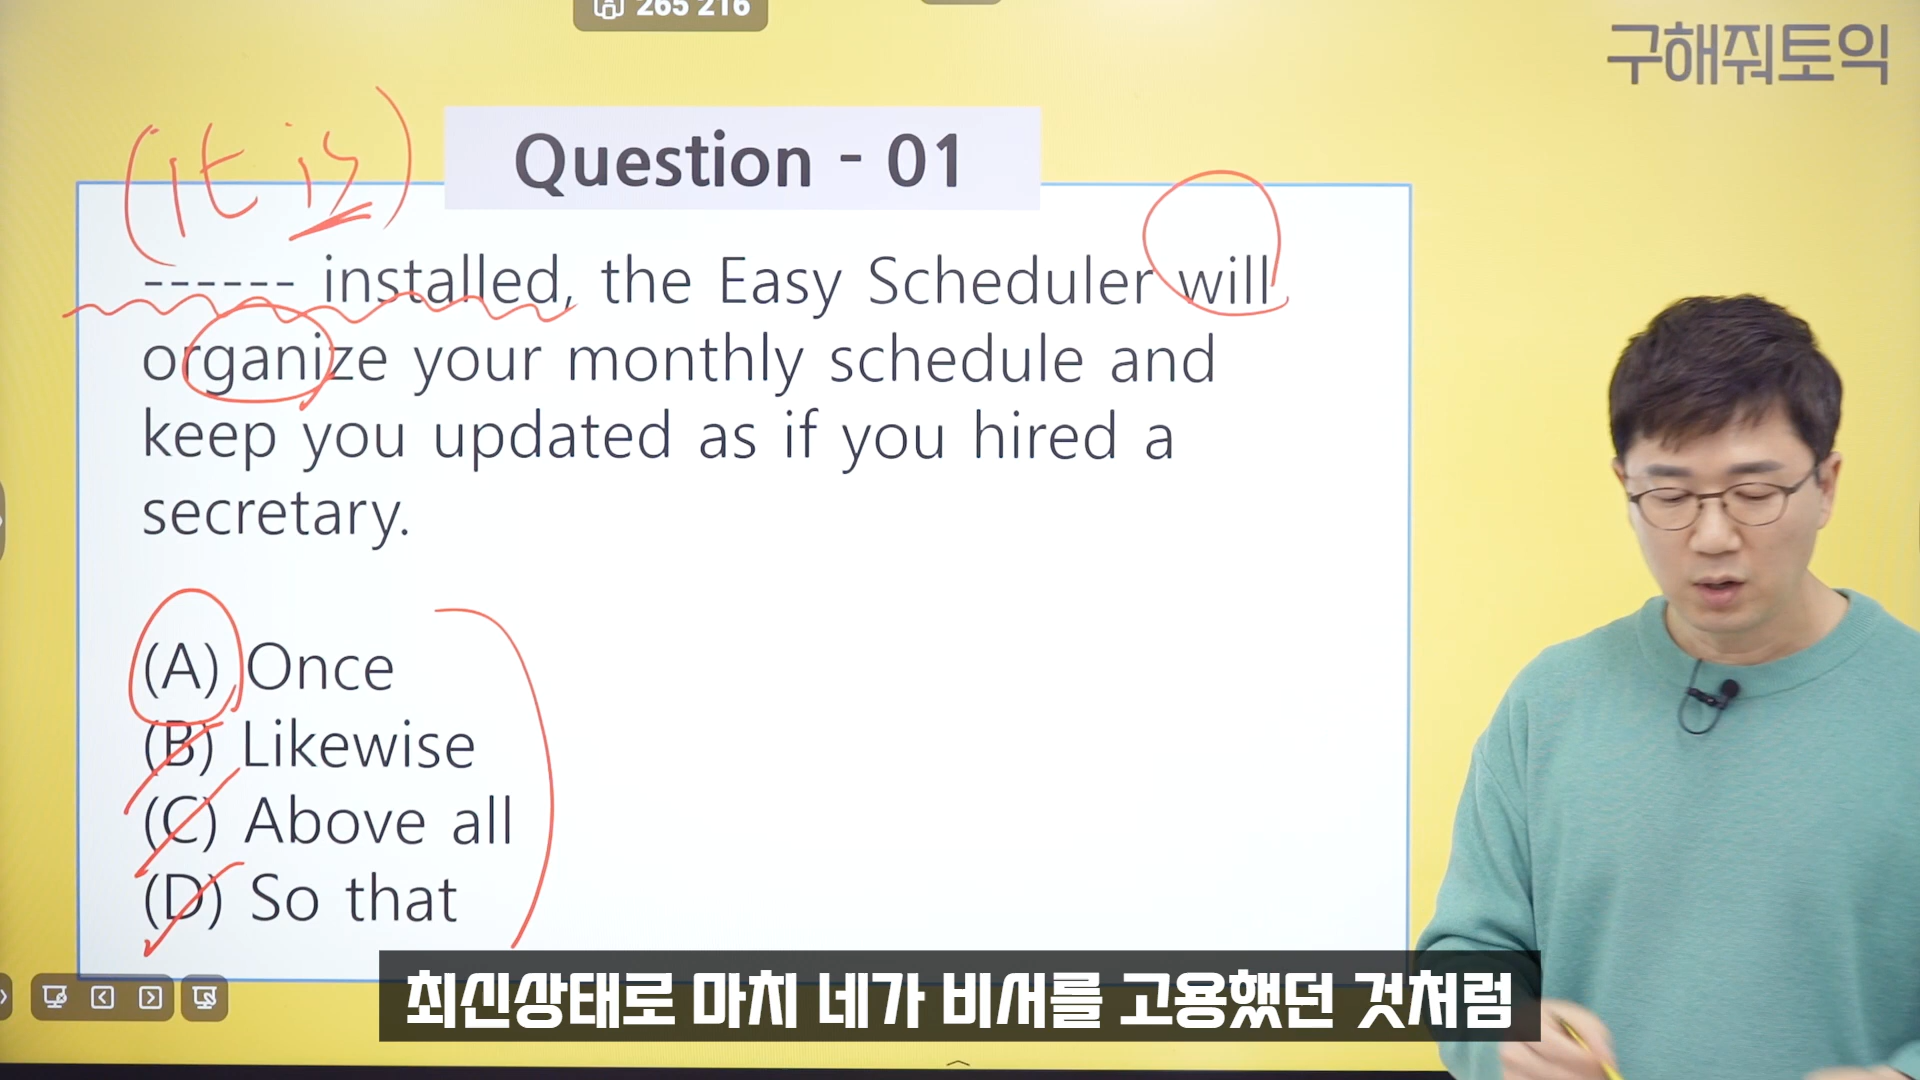 265 216
구해줘토익
(it is)
Question - 01
------ installed, the Easy Scheduler will
organize your monthly schedule and
keep you updated as if you hired a
secretary.
(A) Once
(B) Likewise
(C) Above all
(D) So that
최신상태로 마치 네가 비서를 고용했던 것처럼